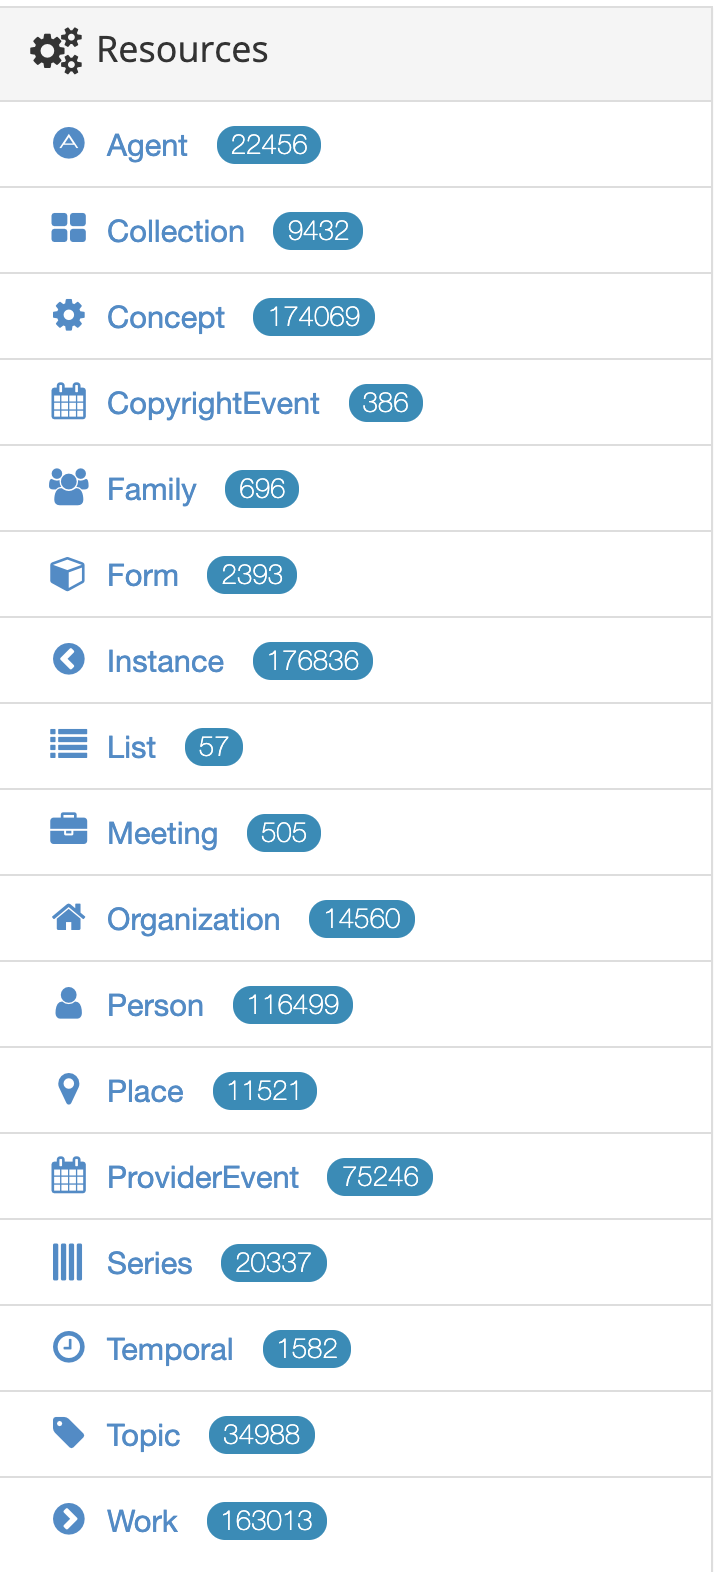 Resources
Agent 22456
Collection 9432
Concept 174069
CopyrightEvent 386
Family 696
Form 2393
Instance 176836
List 57
Meeting 505
Organization 14560
Person 116499
Place 11521
ProviderEvent 75246
Series 20337
Temporal 1582
Topic 34988
Work 163013